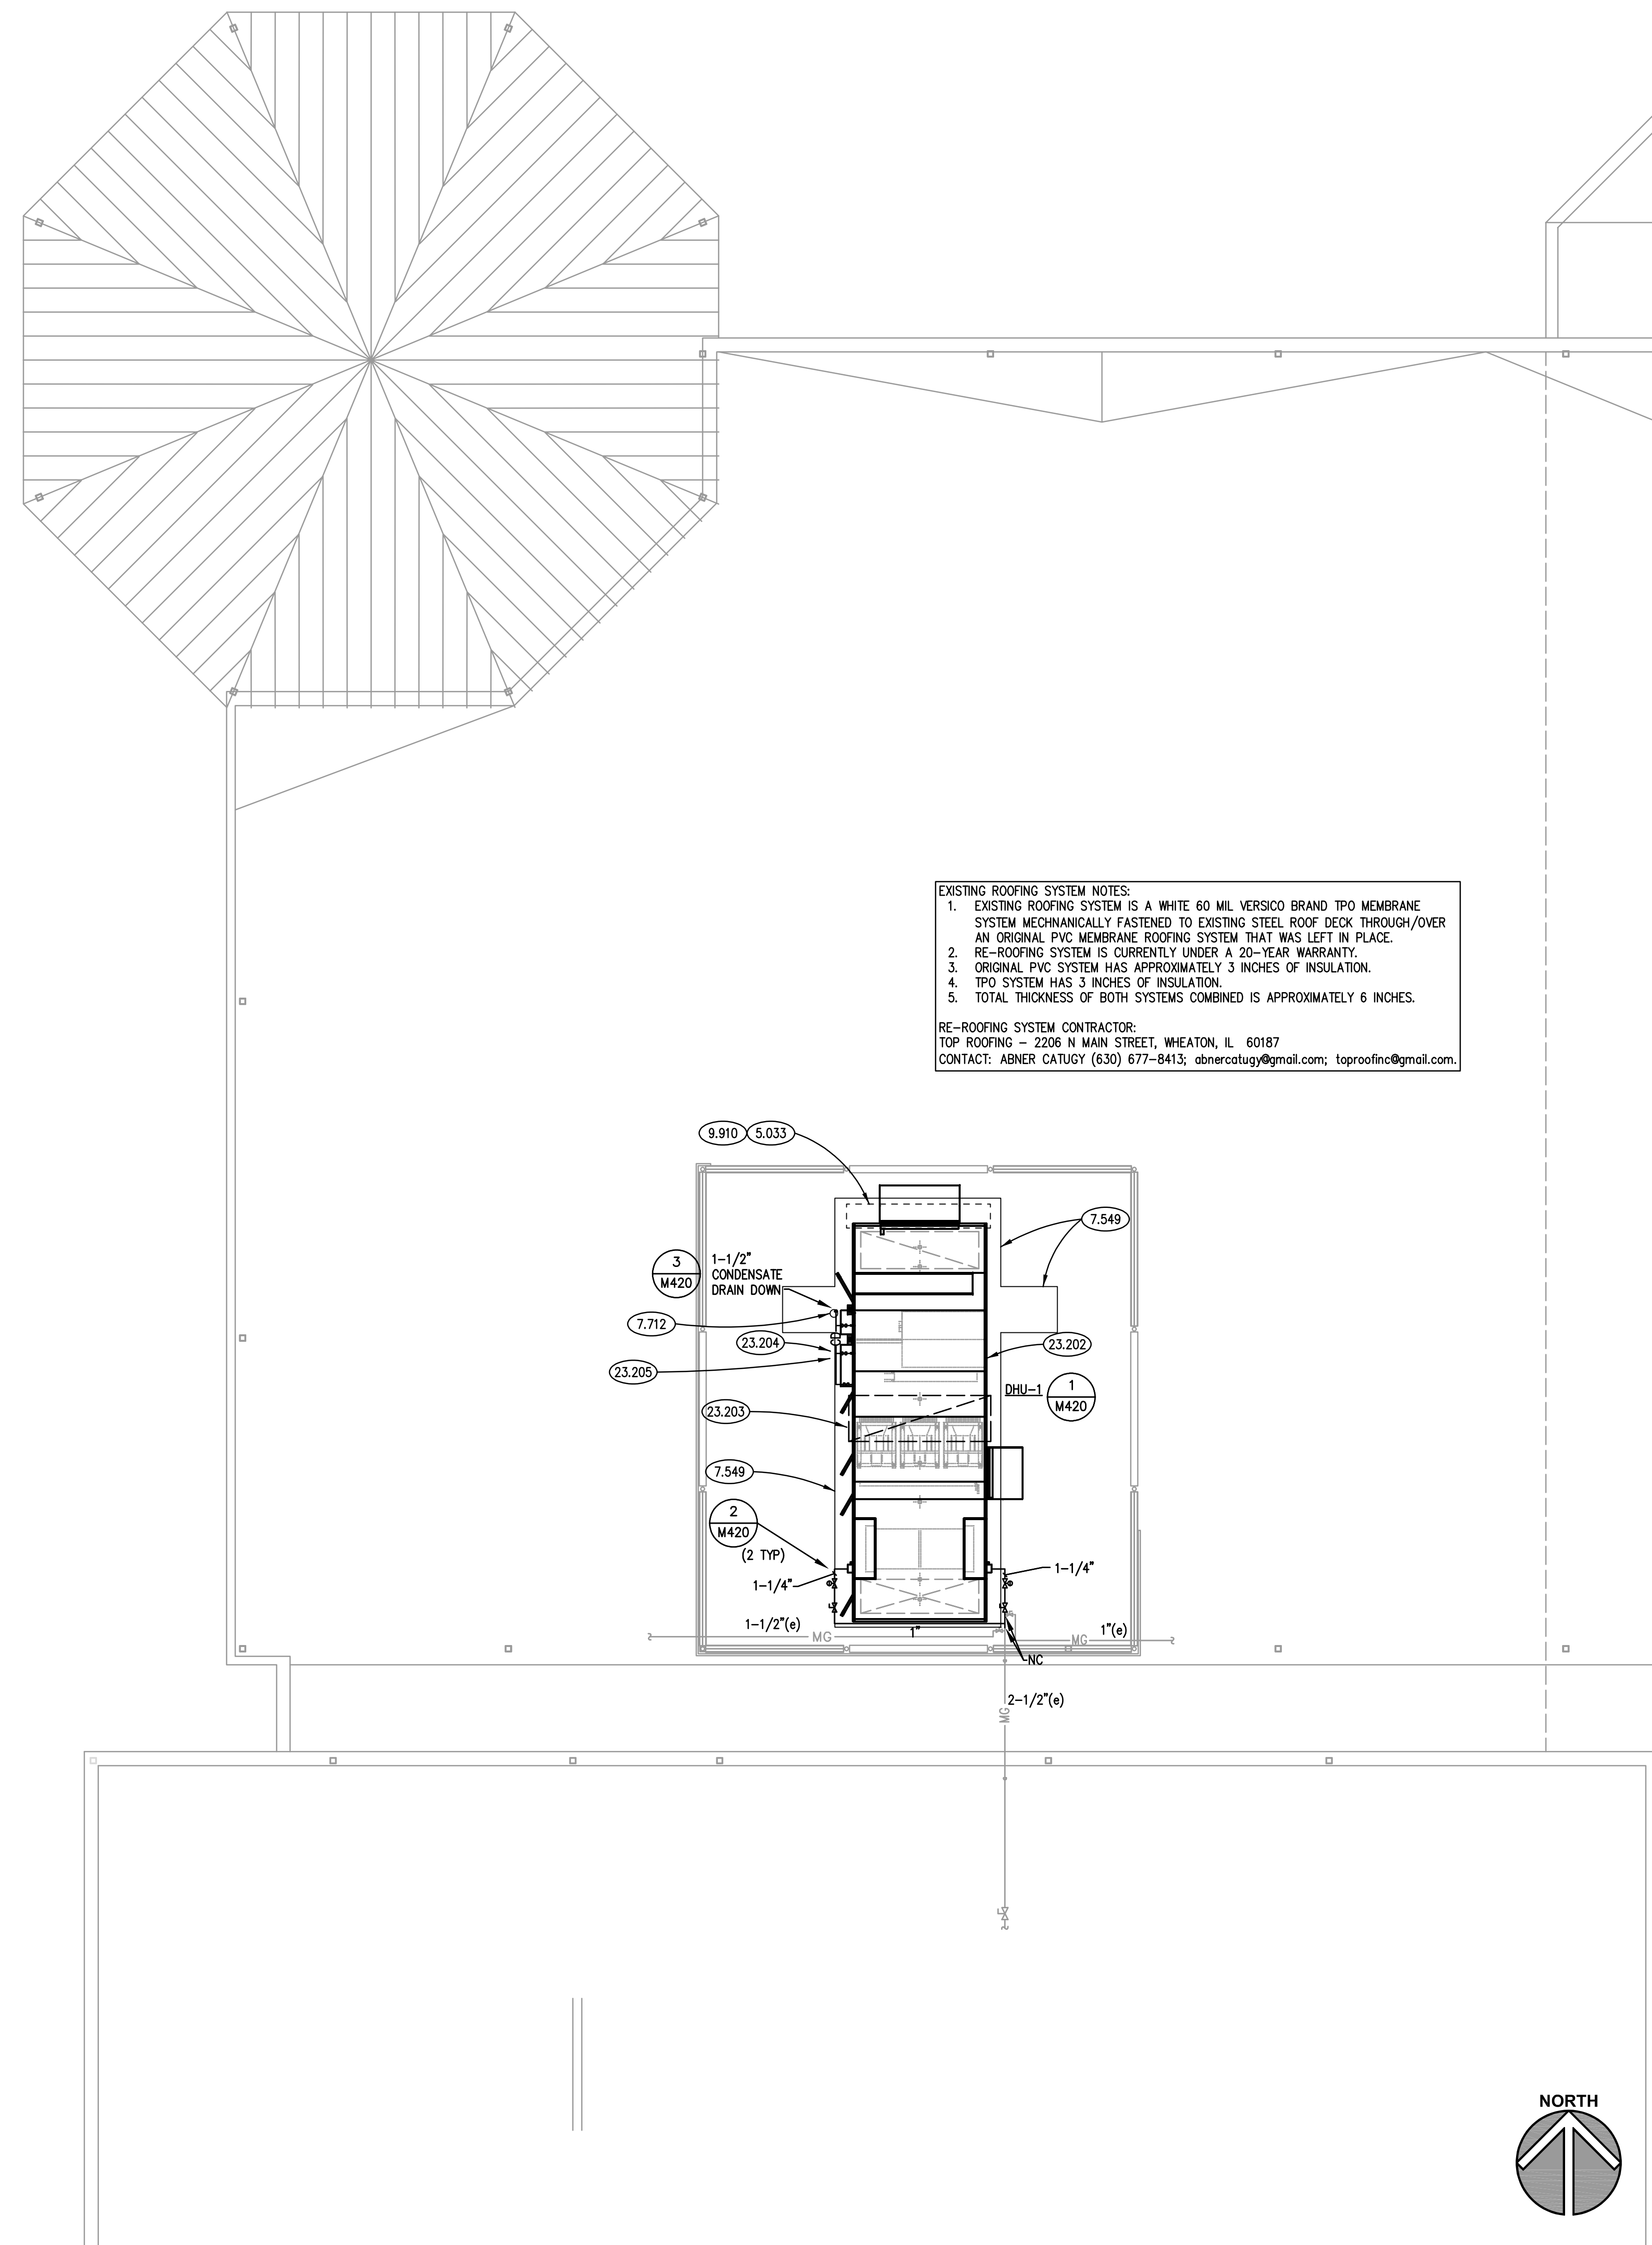 EXISTING ROOFING SYSTEM NOTES:
1. EXISTING ROOFING SYSTEM IS A WHITE 60 MIL VERSICO BRAND TPO MEMBRANE
SYSTEM MECHNANICALLY FASTENED TO EXISTING STEEL ROOF DECK THROUGH/OVER
AN ORIGINAL PVC MEMBRANE ROOFING SYSTEM THAT WAS LEFT IN PLACE.
2. RE-ROOFING SYSTEM IS CURRENTLY UNDER A 20-YEAR WARRANTY.
3. ORIGINAL PVC SYSTEM HAS APPROXIMATELY 3 INCHES OF INSULATION.
4. TPO SYSTEM HAS 3 INCHES OF INSULATION.
5. TOTAL THICKNESS OF BOTH SYSTEMS COMBINED IS APPROXIMATELY 6 INCHES.
RE-ROOFING SYSTEM CONTRACTOR:
TOP ROOFING - 2206 N MAIN STREET, WHEATON, IL 60187
CONTACT: ABNER CATUGY (630) 677-8413; abnercatugy@gmail.com; toproofinc@gmail.com.
9.910 5.033
7.549
3
M420
1-1/2"
CONDENSATE
DRAIN DOWN
7.712
CD
23.204
23.202
23.205
DHU-1
1
M420
23.203
7.549
2
M420
(2 TYP)
1-1/4"
1-1/4"
1-1/2"(e)
MG
1"
1"(e)
MG
NC
2-1/2"(e)
MG
NORTH